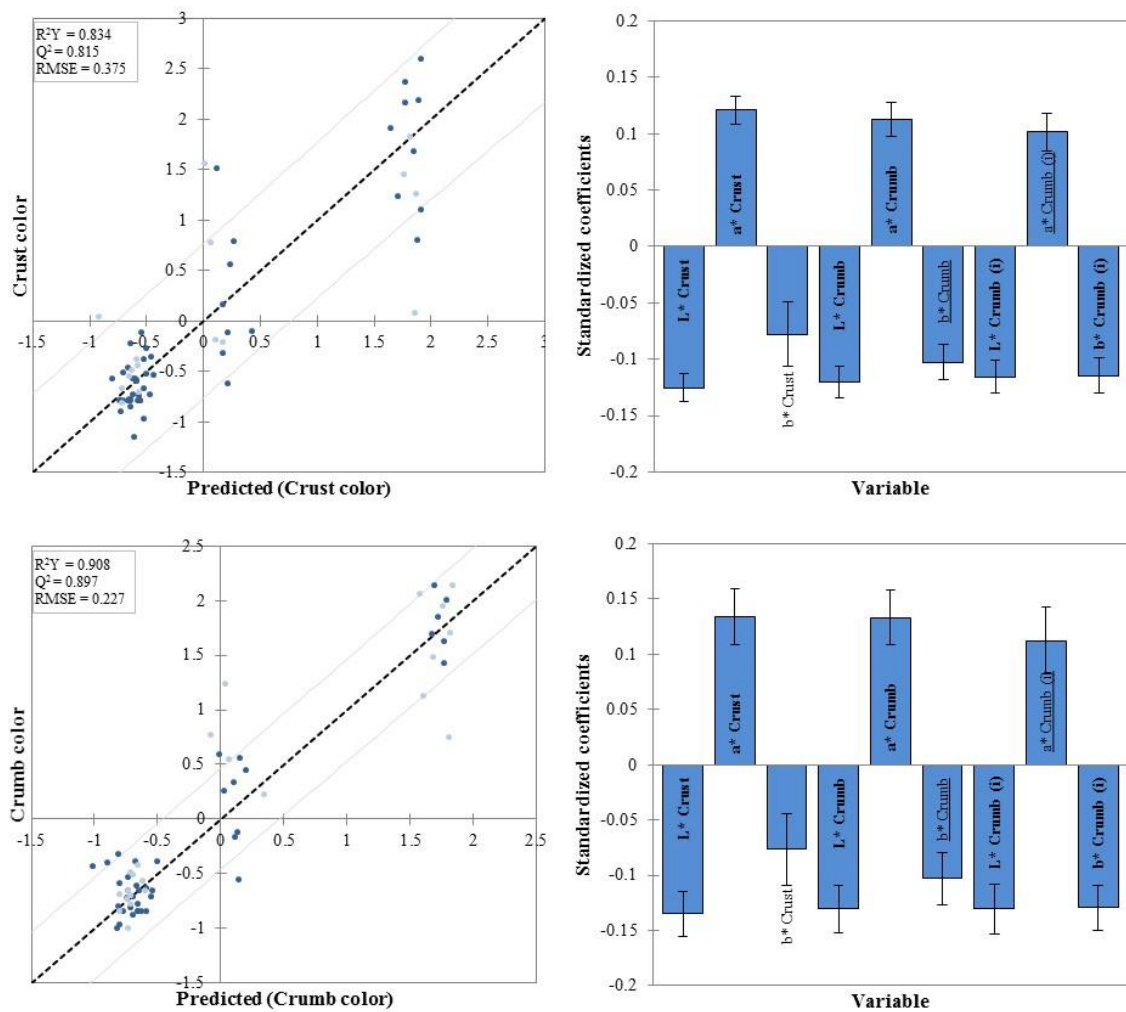 R²Y = 0.834
Q² = 0.815
RMSE = 0.375
3
2.5
2
1.5
1
0.5
0
-0.5
-1
-1.5
-1.5
-1
-0.5
0
0.5
1
1.5
2
2.5
3
Crust color
Predicted (Crust color)
0.2
0.15
0.1
0.05
0
-0.05
-0.1
-0.15
-0.2
Standardized coefficients
L* Crust
a* Crust
b* Crust
L* Crumb
a* Crumb
b* Crumb
L* Crumb (i)
a* Crumb (i)
b* Crumb (i)
Variable
R²Y = 0.908
Q² = 0.897
RMSE = 0.227
2.5
2
1.5
1
0.5
0
-0.5
-1
-1.5
-1.5
-1
-0.5
0
0.5
1
1.5
2
2.5
Crumb color
Predicted (Crumb color)
0.2
0.15
0.1
0.05
0
-0.05
-0.1
-0.15
-0.2
Standardized coefficients
L* Crust
a* Crust
b* Crust
L* Crumb
a* Crumb
b* Crumb
L* Crumb (i)
a* Crumb (i)
b* Crumb (i)
Variable